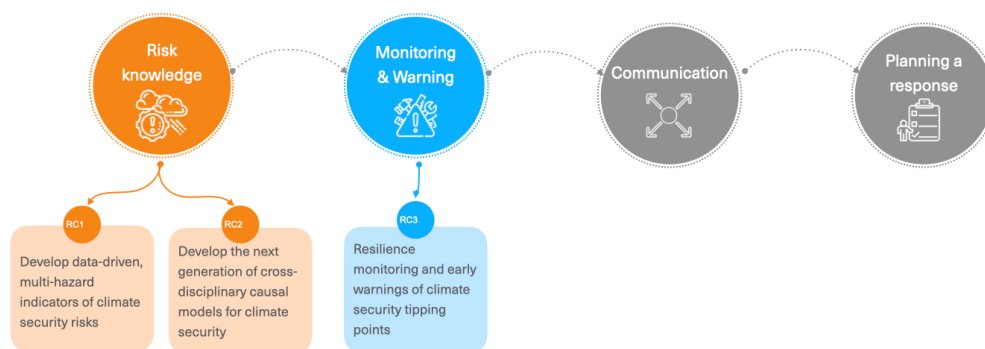 Risk
knowledge
Monitoring
& Warning
Communication
Planning a
response
RC1
Develop data-driven,
multi-hazard
indicators of climate
security risks
RC2
Develop the next
generation of cross-
disciplinary causal
models for climate
security
RC3
Resilience
monitoring and early
warnings of climate
security tipping
points